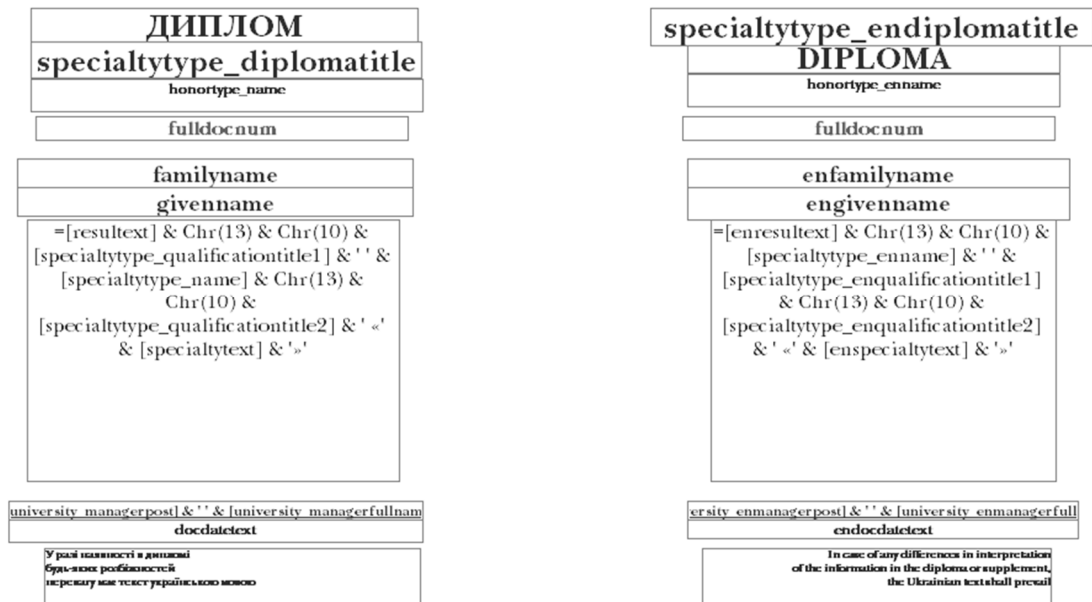 ДИПЛОМ
specialtytype_diplomatitle
honortype_name
fulldocnum
familyname
givenname
=[resultext] & Chr(13) & Chr(10) &
[specialtytype_qualificationtitle1] & ' ' &
[specialtytype_name] & Chr(13) &
Chr(10) &
[specialtytype_qualificationtitle2] & ' «'
& [specialtytext] & '»'
university_managerpost] & ' ' & [university_managerfullnam
docdatetext
У разі наявності в дипломі
будь-яких розбіжностей
перевагу має текст українською мовою
specialtytype_endiplomatitle
DIPLOMA
honortype_enname
fulldocnum
enfamilyname
engivenname
=[enresultext] & Chr(13) & Chr(10) &
[specialtytype_enname] & ' ' &
[specialtytype_enqualificationtitle1]
& Chr(13) & Chr(10) &
[specialtytype_enqualificationtitle2]
& ' «' & [enspecialtytext] & '»'
ersity_enmanagerpost] & ' ' & [university_enmanagerfull
endocdatetext
In case of any differences in interpretation
of the information in the diploma or supplement,
the Ukrainian text shall prevail